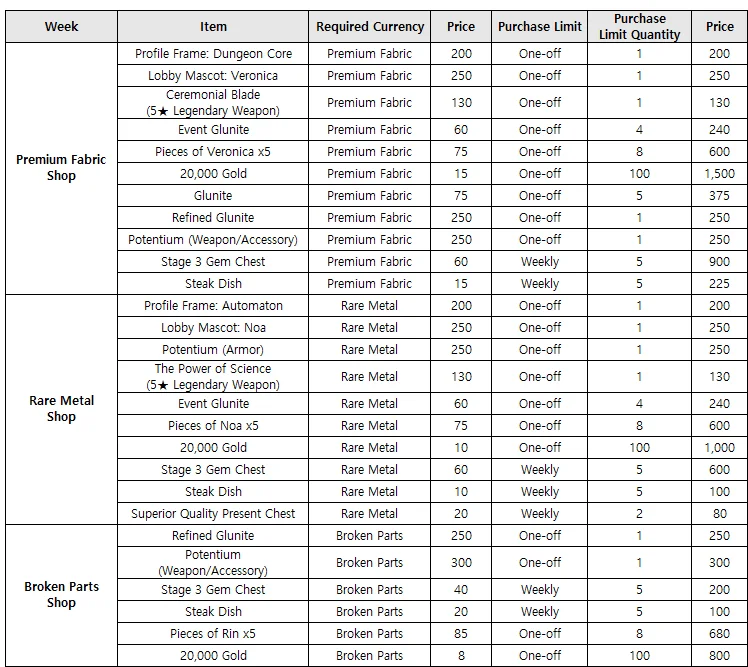 Week Item Required Currency Price Purchase Limit Purchase Limit Quantity Price
Premium Fabric Shop
Profile Frame: Dungeon Core Premium Fabric 200 One-off 1 200
Lobby Mascot: Veronica Premium Fabric 250 One-off 1 250
Ceremonial Blade
(5★ Legendary Weapon) Premium Fabric 130 One-off 1 130
Event Glunite Premium Fabric 60 One-off 4 240
Pieces of Veronica x5 Premium Fabric 75 One-off 8 600
20,000 Gold Premium Fabric 15 One-off 100 1,500
Glunite Premium Fabric 75 One-off 5 375
Refined Glunite Premium Fabric 250 One-off 1 250
Potentium (Weapon/Accessory) Premium Fabric 250 One-off 1 250
Stage 3 Gem Chest Premium Fabric 60 Weekly 5 900
Steak Dish Premium Fabric 15 Weekly 5 225
Rare Metal Shop
Profile Frame: Automaton Rare Metal 200 One-off 1 200
Lobby Mascot: Noa Rare Metal 250 One-off 1 250
Potentium (Armor) Rare Metal 250 One-off 1 250
The Power of Science
(5★ Legendary Weapon) Rare Metal 130 One-off 1 130
Event Glunite Rare Metal 60 One-off 4 240
Pieces of Noa x5 Rare Metal 75 One-off 8 600
20,000 Gold Rare Metal 10 One-off 100 1,000
Stage 3 Gem Chest Rare Metal 60 Weekly 5 600
Steak Dish Rare Metal 10 Weekly 5 100
Superior Quality Present Chest Rare Metal 20 Weekly 2 80
Broken Parts Shop
Refined Glunite Broken Parts 250 One-off 1 250
Potentium
(Weapon/Accessory) Broken Parts 300 One-off 1 300
Stage 3 Gem Chest Broken Parts 40 Weekly 5 200
Steak Dish Broken Parts 20 Weekly 5 100
Pieces of Rin x5 Broken Parts 85 One-off 8 680
20,000 Gold Broken Parts 8 One-off 100 800